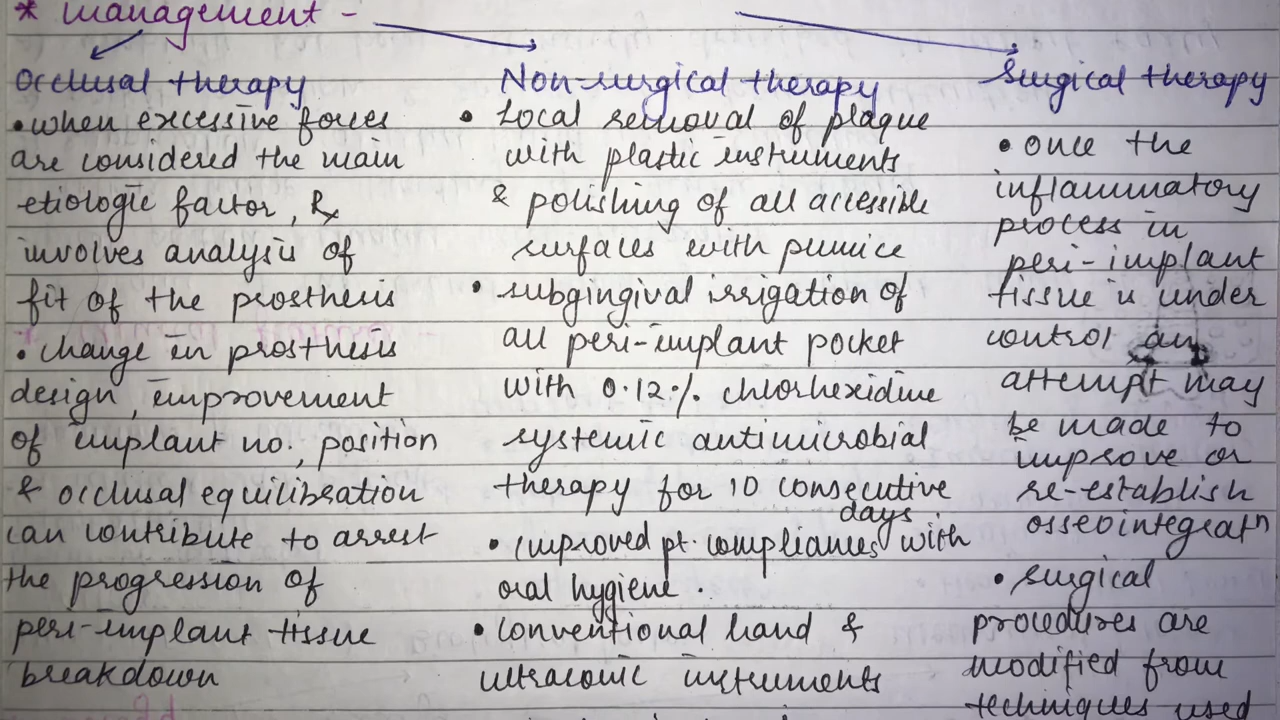 * Management -
Occlusal therapy
• when excessive forces
are considered the main
etiologic factor, Rx
involves analysis of
fit of the prosthesis
• change in prosthesis
design, improvement
of implant no., position
& occlusal equilibration
can contribute to arrest
the progression of
peri-implant tissue
breakdown
Non-surgical therapy
• Local removal of plaque
with plastic instruments
& polishing of all accessible
surfaces with pumice
• subgingival irrigation of
all peri-implant pocket
with 0.12% chlorhexidine
systemic antimicrobial
therapy for 10 consecutive
days
• improved pt. compliances with
oral hygiene.
• conventional hand &
ultrasonic instruments
Surgical therapy
• once the
inflammatory
process in
peri-implant
tissue is under
control an
attempt may
be made to
improve or
re-establish
osseointegratn
• surgical
procedures are
modified from
techniques used